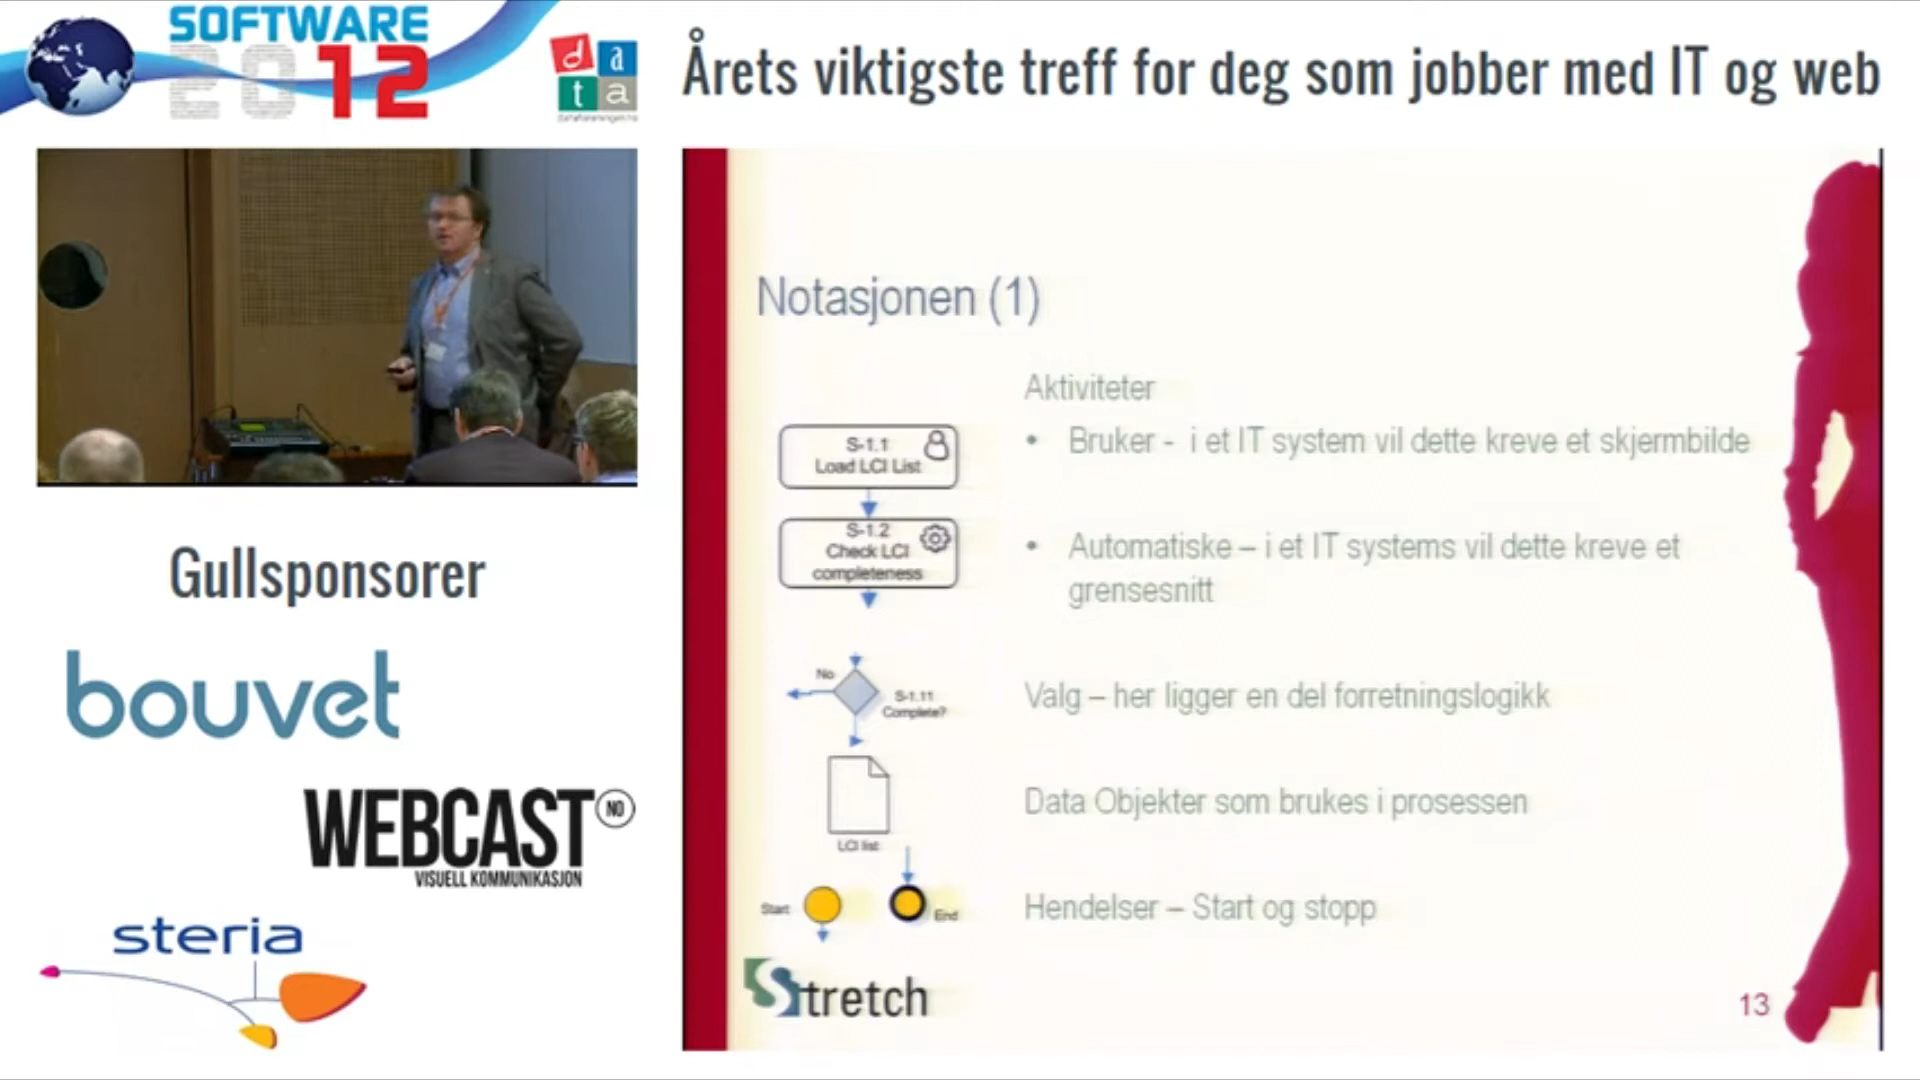 SOFTWARE
2012
data
Årets viktigste treff for deg som jobber med IT og web
Notasjonen (1)
Aktiviteter
S-1.1
Load LCI List
• Bruker - i et IT system vil dette kreve et skjermbilde
S-1.2
Check LCI
completeness
• Automatiske – i et IT systems vil dette kreve et
grensesnitt
No
S-1.11
Complete?
Valg – her ligger en del forretningslogikk
LCI list
Data Objekter som brukes i prosessen
Start
End
Hendelser – Start og stopp
Stretch
13
Gullsponsorer
bouvet
WEBCAST NO
VISUELL KOMMUNIKASJON
steria